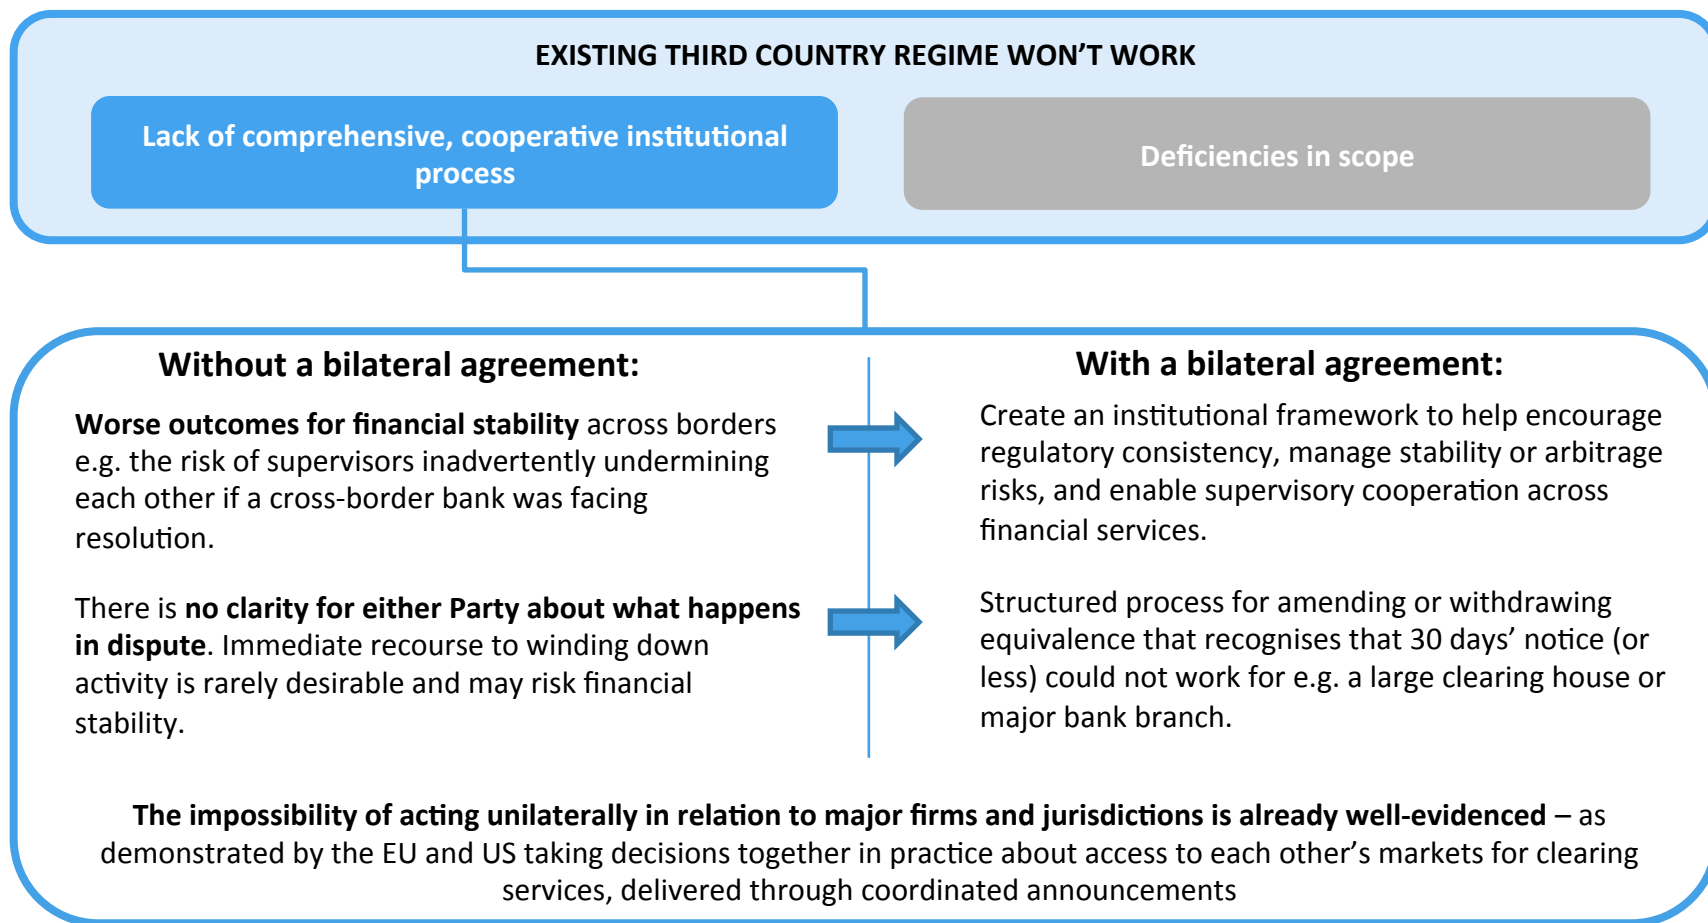 EXISTING THIRD COUNTRY REGIME WON’T WORK
Lack of comprehensive, cooperative institutional
process
Deficiencies in scope
Without a bilateral agreement:
Worse outcomes for financial stability across borders
e.g. the risk of supervisors inadvertently undermining
each other if a cross-border bank was facing
resolution.
There is no clarity for either Party about what happens
in dispute. Immediate recourse to winding down
activity is rarely desirable and may risk financial
stability.
With a bilateral agreement:
Create an institutional framework to help encourage
regulatory consistency, manage stability or arbitrage
risks, and enable supervisory cooperation across
financial services.
Structured process for amending or withdrawing
equivalence that recognises that 30 days’ notice (or
less) could not work for e.g. a large clearing house or
major bank branch.
The impossibility of acting unilaterally in relation to major firms and jurisdictions is already well-evidenced – as
demonstrated by the EU and US taking decisions together in practice about access to each other’s markets for clearing
services, delivered through coordinated announcements